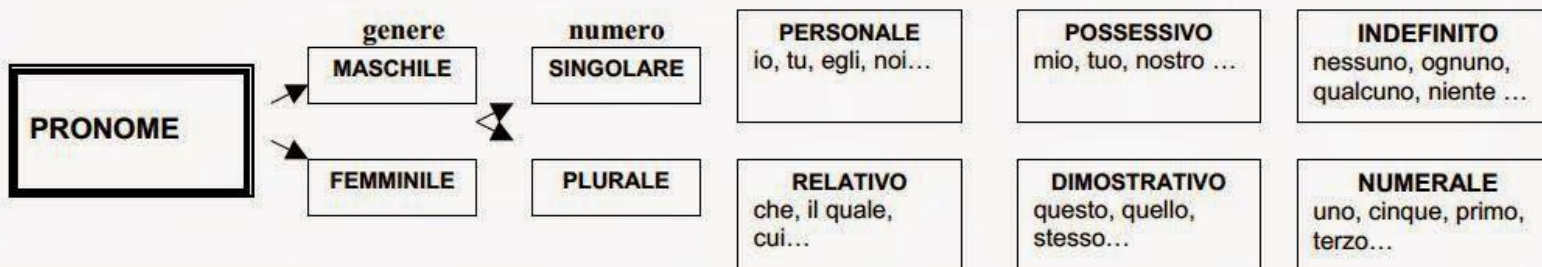 PRONOME
genere
MASCHILE
FEMMINILE
numero
SINGOLARE
PLURALE
PERSONALE
io, tu, egli, noi…
POSSESSIVO
mio, tuo, nostro …
INDEFINITO
nessuno, ognuno,
qualcuno, niente …
RELATIVO
che, il quale,
cui…
DIMOSTRATIVO
questo, quello,
stesso…
NUMERALE
uno, cinque, primo,
terzo…